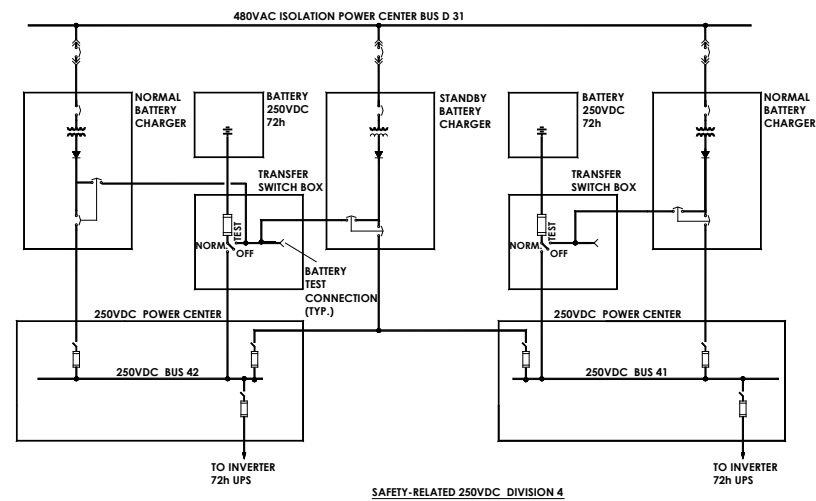 480VAC ISOLATION POWER CENTER BUS D 31
NORMAL
BATTERY
CHARGER
BATTERY
250VDC
72h
STANDBY
BATTERY
CHARGER
BATTERY
250VDC
72h
NORMAL
BATTERY
CHARGER
TRANSFER
SWITCH BOX
TRANSFER
SWITCH BOX
TEST
NORM.
OFF
TEST
NORM.
OFF
BATTERY
TEST
CONNECTION
(TYP.)
250VDC POWER CENTER
250VDC POWER CENTER
250VDC BUS 42
250VDC BUS 41
TO INVERTER
72h UPS
TO INVERTER
72h UPS
SAFETY-RELATED 250VDC DIVISION 4